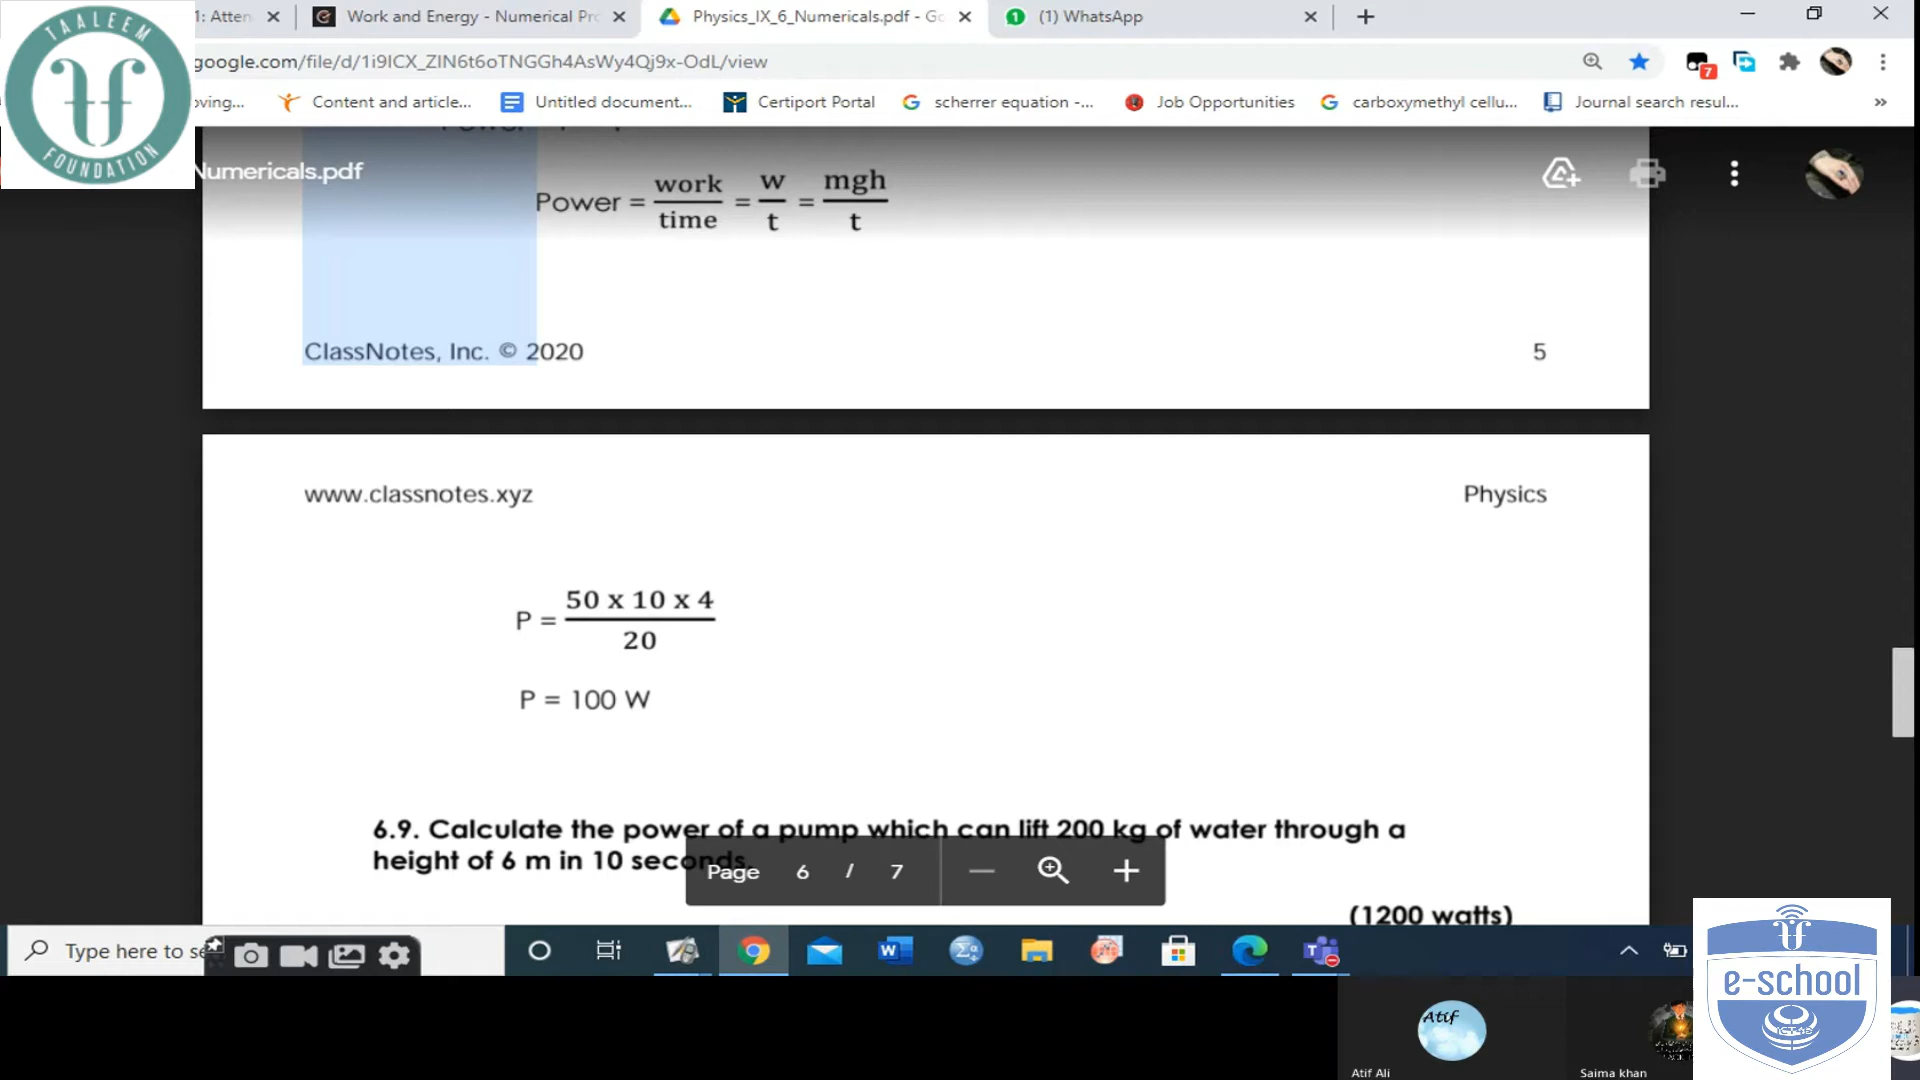 1: Atten
Work and Energy - Numerical Pr
Physics_IX_6_Numericals.pdf - Go
(1) WhatsApp
TAALEEM
FOUNDATION
google.com/file/d/1i9ICX_ZIN6t6oTNGGh4AsWy4Qj9x-OdL/view
7
oving...
Content and article...
Untitled document...
Certiport Portal
scherrer equation -...
Job Opportunities
carboxymethyl cellu...
Journal search resul...
Numericals.pdf
Power = work/time = w/t = mgh/t
ClassNotes, Inc. © 2020
5
www.classnotes.xyz
Physics
P = 50 x 10 x 4 / 20
P = 100 W
6.9. Calculate the power of a pump which can lift 200 kg of water through a
height of 6 m in 10 seconds.
Page 6 / 7
(1200 watts)
Type here to se
e-school
Atif
Atif Ali
Saima khan